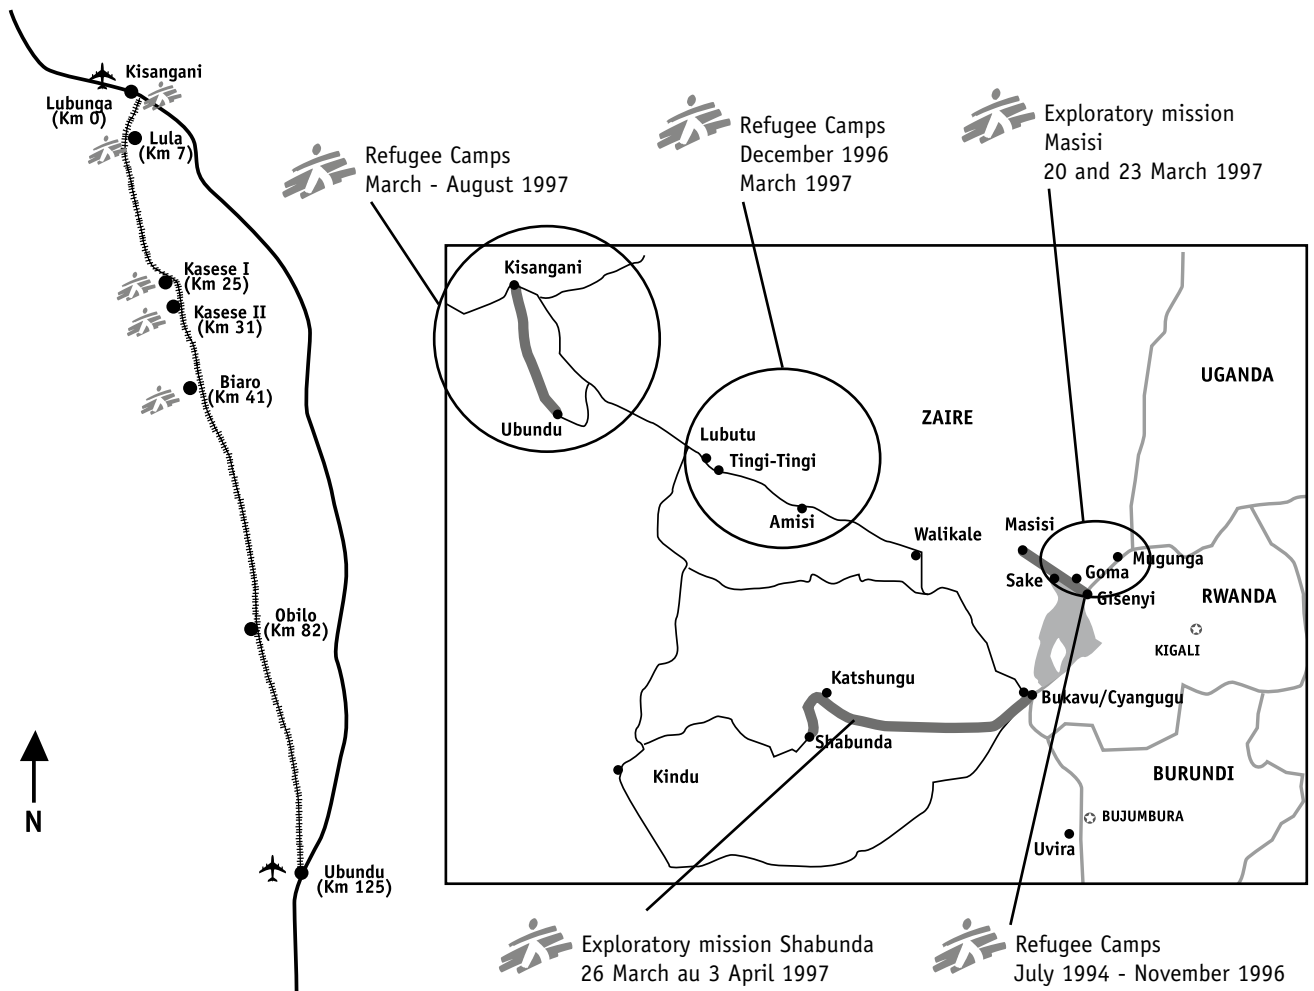 Kisangani
Lubunga
(Km 0)
Lula
(Km 7)
Kasese I
(Km 25)
Kasese II
(Km 31)
Biaro
(Km 41)
Obilo
(Km 82)
Ubundu
(Km 125)
N
Refugee Camps
March - August 1997
Refugee Camps
December 1996
March 1997
Exploratory mission
Masisi
20 and 23 March 1997
Kisangani
Ubundu
Lubutu
Tingi-Tingi
Amisi
Walikale
ZAIRE
UGANDA
Masisi
Mugunga
Sake
Goma
Gisenyi
RWANDA
KIGALI
Katshungu
Bukavu/Cyangugu
Shabunda
Kindu
BURUNDI
BUJUMBURA
Uvira
Exploratory mission Shabunda
26 March au 3 April 1997
Refugee Camps
July 1994 - November 1996